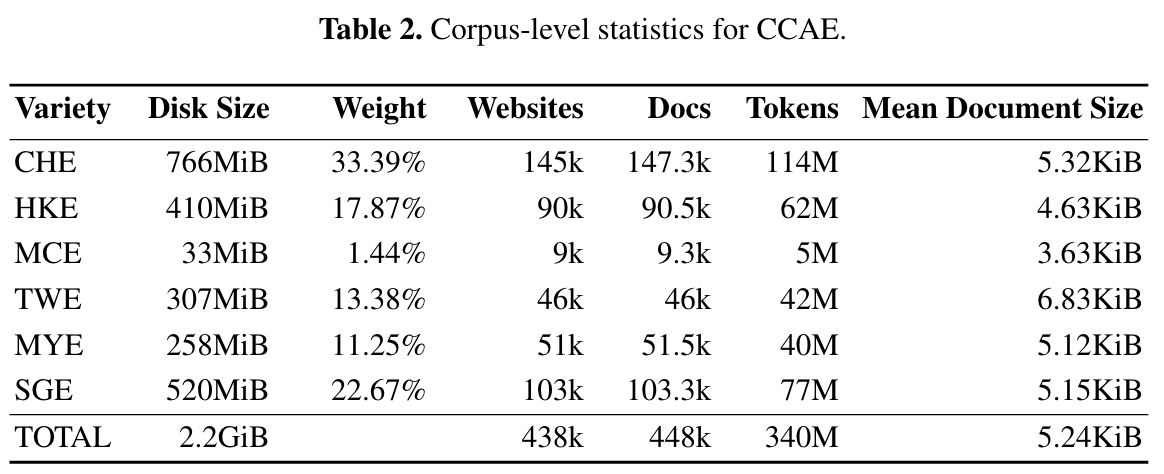 Table 2. Corpus-level statistics for CCAE.
Variety Disk Size Weight Websites Docs Tokens Mean Document Size
CHE 766MiB 33.39% 145k 147.3k 114M 5.32KiB
HKE 410MiB 17.87% 90k 90.5k 62M 4.63KiB
MCE 33MiB 1.44% 9k 9.3k 5M 3.63KiB
TWE 307MiB 13.38% 46k 46k 42M 6.83KiB
MYE 258MiB 11.25% 51k 51.5k 40M 5.12KiB
SGE 520MiB 22.67% 103k 103.3k 77M 5.15KiB
TOTAL 2.2GiB 438k 448k 340M 5.24KiB